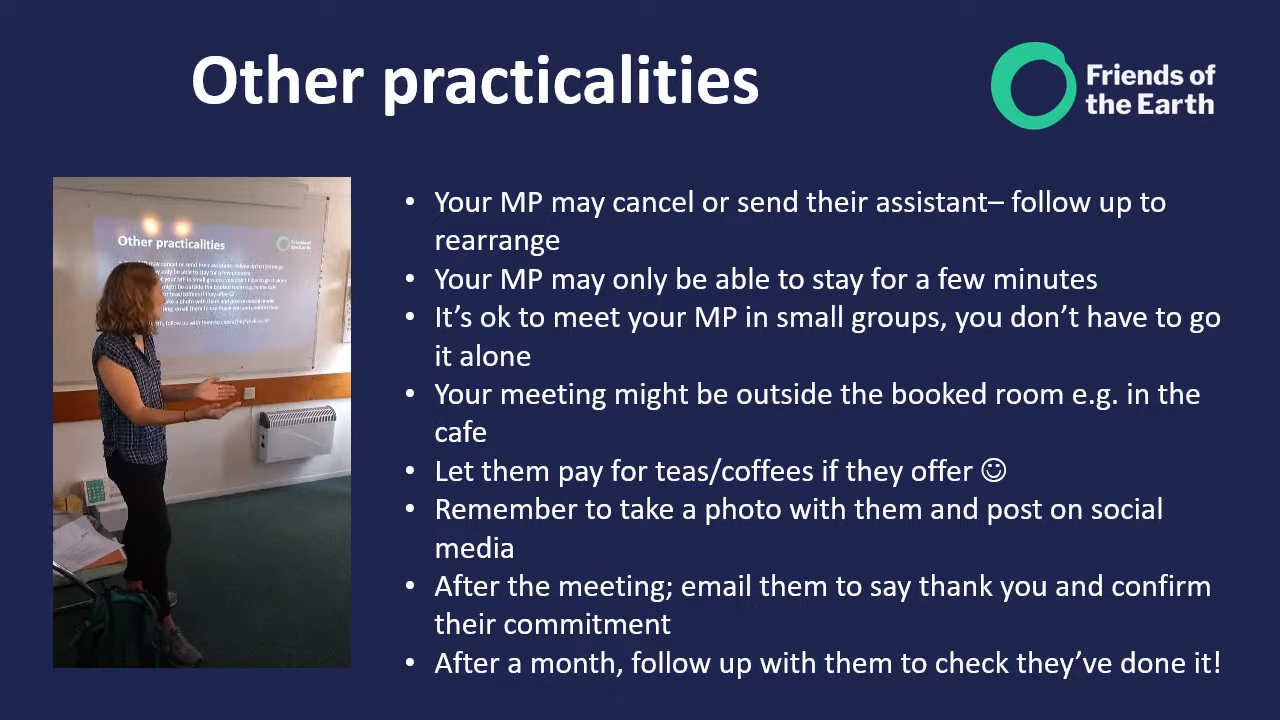 Other practicalities
Friends of
the Earth
Other practicalities
Friends of
the Earth
• Your MP may cancel or send their assistant– follow up to
rearrange
• Your MP may only be able to stay for a few minutes
• It’s ok to meet your MP in small groups, you don’t have to go
it alone
• Your meeting might be outside the booked room e.g. in the
cafe
• Let them pay for teas/coffees if they offer ☺
• Remember to take a photo with them and post on social
media
• After the meeting; email them to say thank you and confirm
their commitment
• After a month, follow up with them to check they’ve done it!